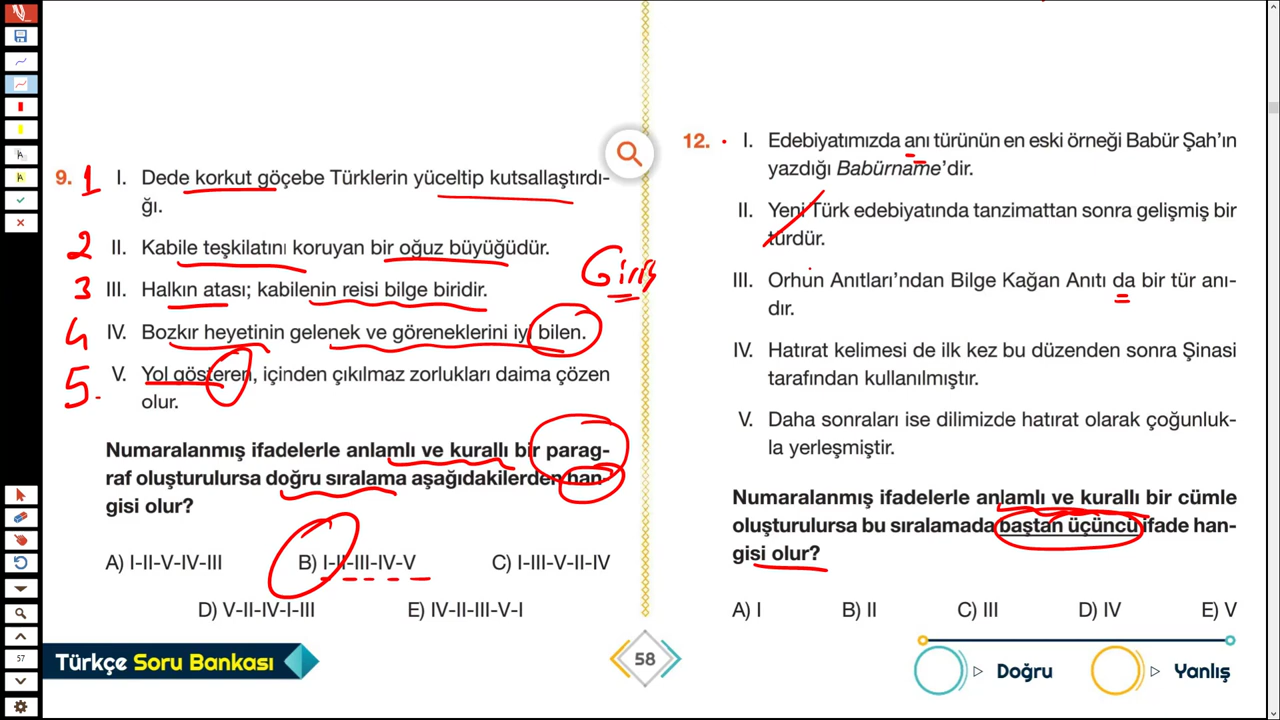 9. 1 I. Dede korkut göçebe Türklerin yüceltip kutsallaştırdı-
ğı.
2 II. Kabile teşkilatını koruyan bir oğuz büyüğüdür.
Giriş
3 III. Halkın atası; kabilenin reisi bilge biridir.
4 IV. Bozkır heyetinin gelenek ve göreneklerini iyi bilen.
5. V. Yol gösteren, içinden çıkılmaz zorlukları daima çözen
olur.
Numaralanmış ifadelerle anlamlı ve kurallı bir parag-
raf oluşturulursa doğru sıralama aşağıdakilerden han-
gisi olur?
A) I-II-V-IV-III B) I-II-III-IV-V C) I-III-V-II-IV
D) V-II-IV-I-III E) IV-II-III-V-I
12. I. Edebiyatımızda anı türünün en eski örneği Babür Şah'ın
yazdığı Babürname'dir.
II. Yeni Türk edebiyatında tanzimattan sonra gelişmiş bir
türdür.
III. Orhun Anıtları'ndan Bilge Kağan Anıtı da bir tür anı-
dır.
IV. Hatırat kelimesi de ilk kez bu düzenden sonra Şinasi
tarafından kullanılmıştır.
V. Daha sonraları ise dilimizde hatırat olarak çoğunluk-
la yerleşmiştir.
Numaralanmış ifadelerle anlamlı ve kurallı bir cümle
oluşturulursa bu sıralamada baştan üçüncü ifade han-
gisi olur?
A) I B) II C) III D) IV E) V
Türkçe Soru Bankası
58
Doğru Yanlış
57